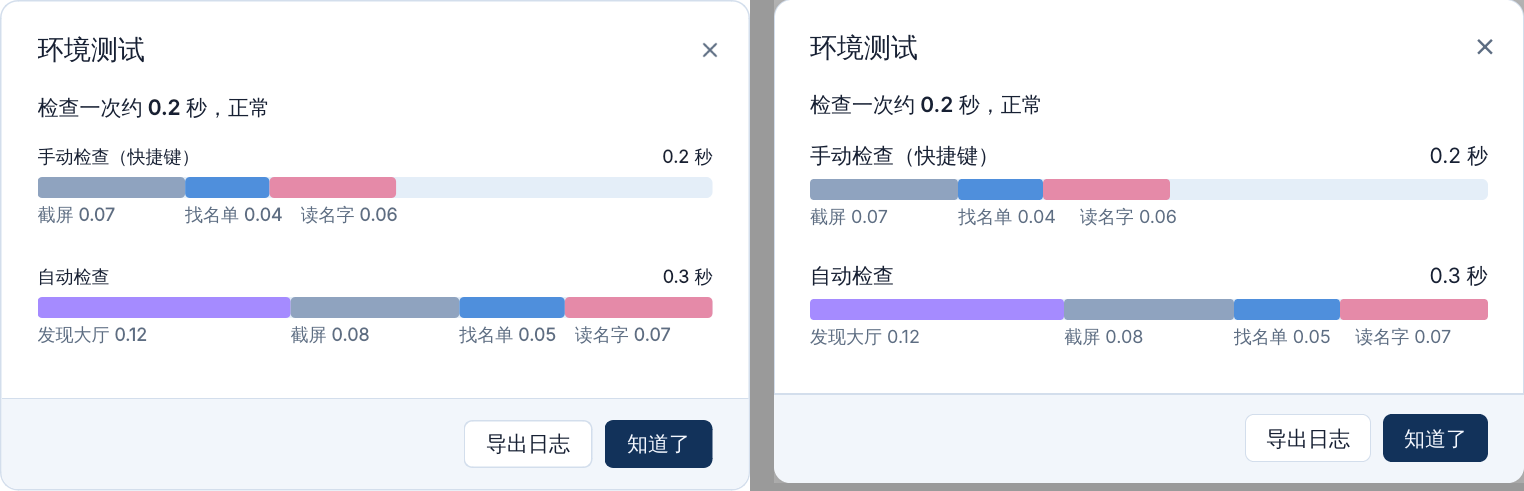 环境测试
检查一次约 0.2 秒，正常
手动检查（快捷键） 0.2 秒
截屏 0.07 找名单 0.04 读名字 0.06
自动检查 0.3 秒
发现大厅 0.12 截屏 0.08 找名单 0.05 读名字 0.07
导出日志 知道了
环境测试
检查一次约 0.2 秒，正常
手动检查（快捷键） 0.2 秒
截屏 0.07 找名单 0.04 读名字 0.06
自动检查 0.3 秒
发现大厅 0.12 截屏 0.08 找名单 0.05 读名字 0.07
导出日志 知道了